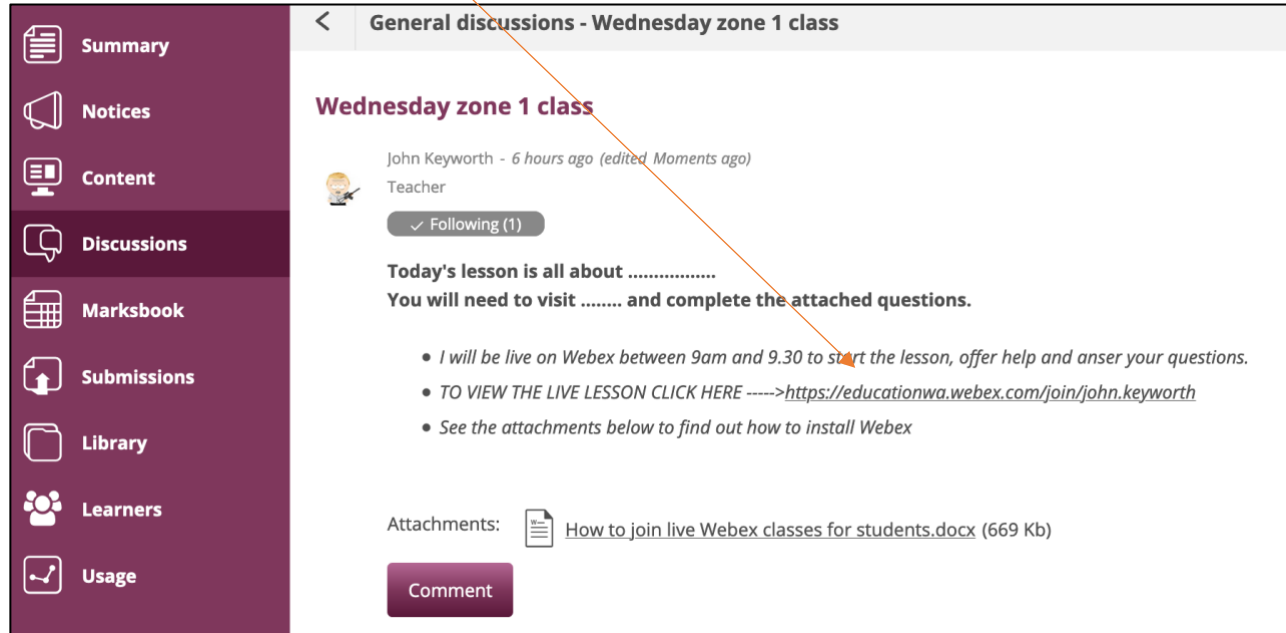 Summary
Notices
Content
Discussions
Marksbook
Submissions
Library
Learners
Usage
General discussions - Wednesday zone 1 class
Wednesday zone 1 class
John Keyworth - 6 hours ago (edited Moments ago)
Teacher
✓ Following (1)
Today's lesson is all about .................
You will need to visit ........ and complete the attached questions.
• I will be live on Webex between 9am and 9.30 to start the lesson, offer help and anser your questions.
• TO VIEW THE LIVE LESSON CLICK HERE ----->https://educationwa.webex.com/join/john.keyworth
• See the attachments below to find out how to install Webex
Attachments: How to join live Webex classes for students.docx (669 Kb)
Comment